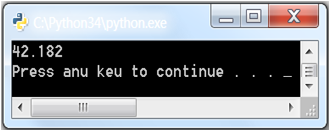 C:\Python34\python.exe
42.182
Press anu keu to continue . . . _